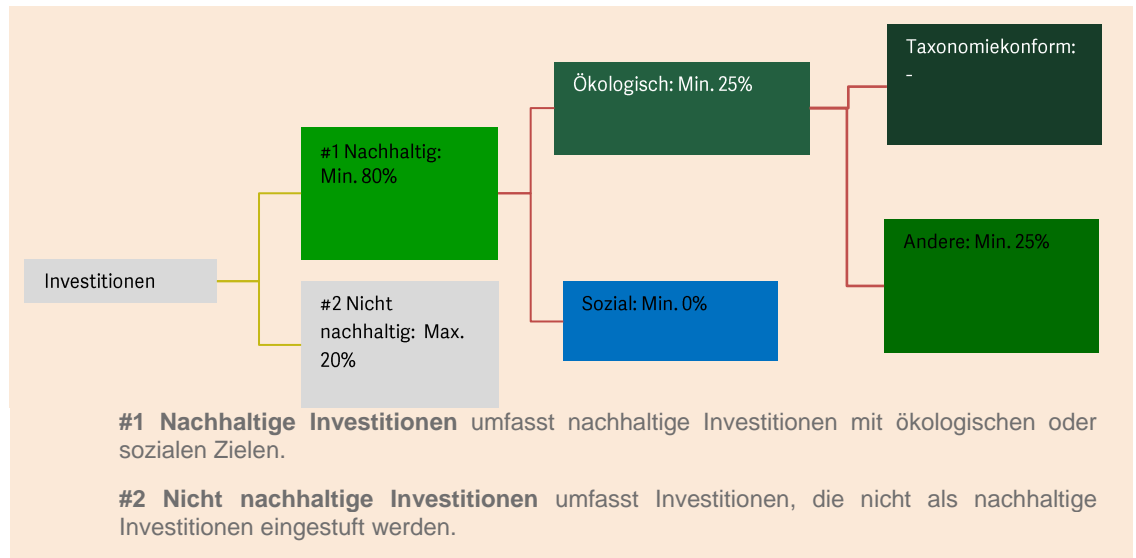 Investitionen
#1 Nachhaltig:
Min. 80%
#2 Nicht
nachhaltig: Max.
20%
Ökologisch: Min. 25%
Sozial: Min. 0%
Taxonomiekonform:
-
Andere: Min. 25%
#1 Nachhaltige Investitionen umfasst nachhaltige Investitionen mit ökologischen oder
sozialen Zielen.
#2 Nicht nachhaltige Investitionen umfasst Investitionen, die nicht als nachhaltige
Investitionen eingestuft werden.